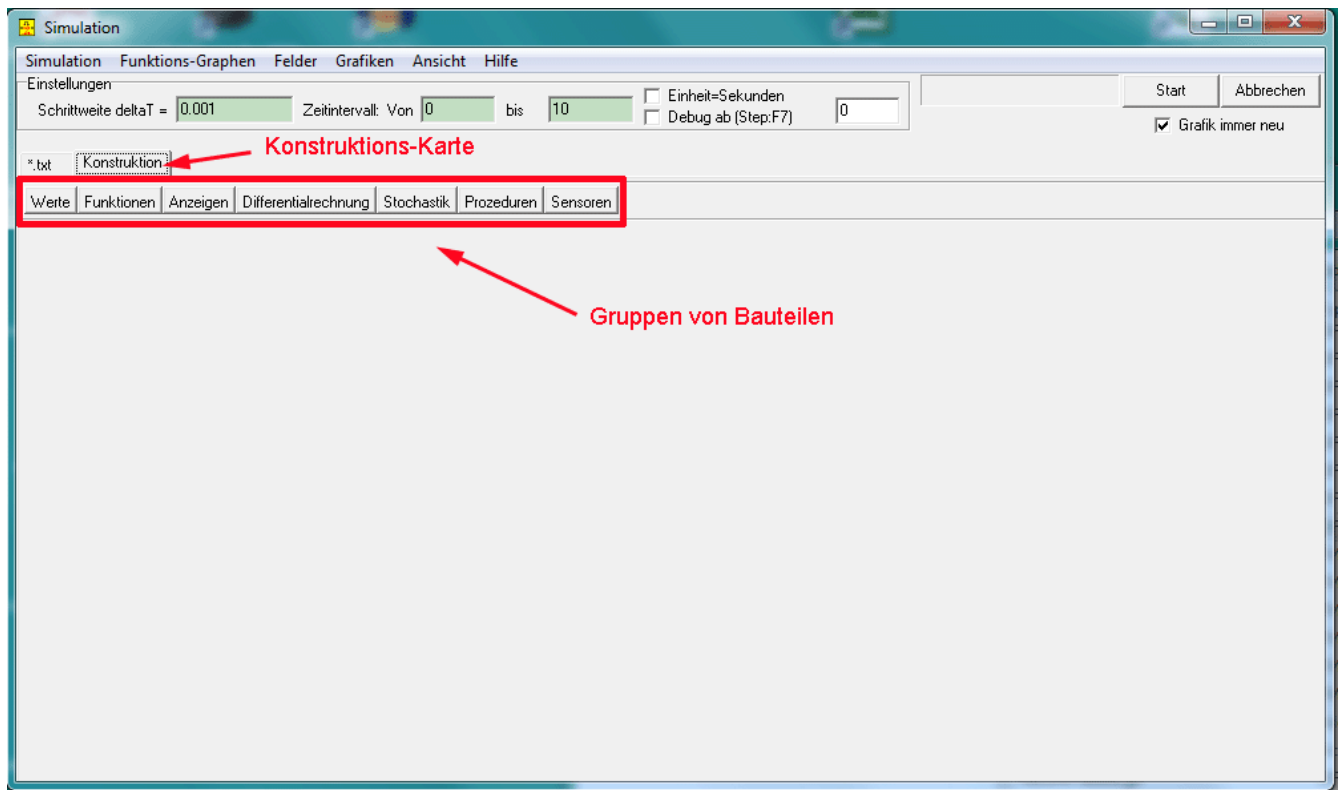 Simulation
Simulation Funktions-Graphen Felder Grafiken Ansicht Hilfe
Einstellungen
Schrittweite deltaT = 0.001 Zeitintervall: Von 0 bis 10
Einheit=Sekunden
Debug ab (Step:F7) 0
Start Abbrechen
Grafik immer neu
*.txt Konstruktion
Konstruktions-Karte
Werte Funktionen Anzeigen Differentialrechnung Stochastik Prozeduren Sensoren
Gruppen von Bauteilen